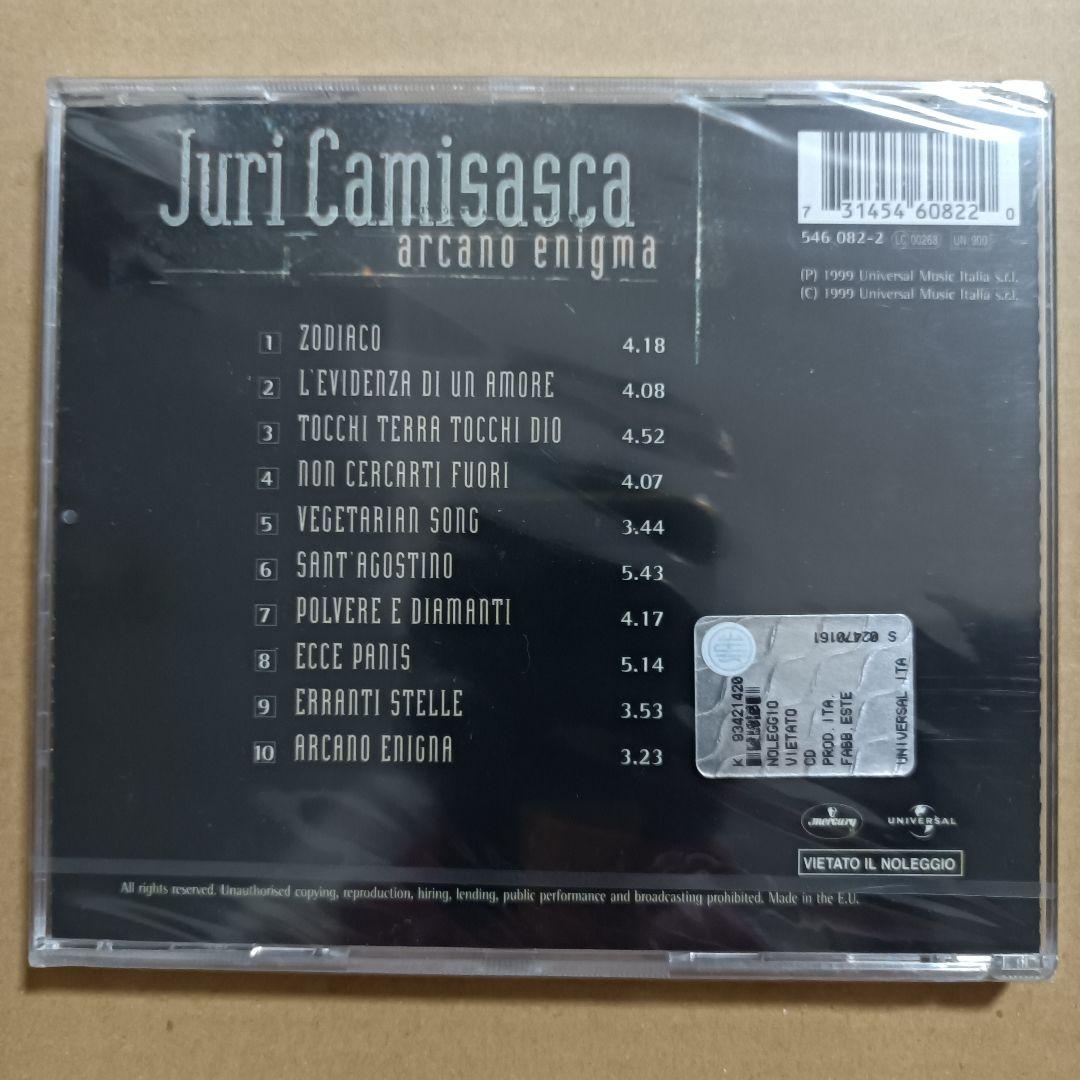 Juri Camisasca
arcano enigma
7 31454 60822 0
546 082-2 LC 00268 UN 900
(P) 1999 Universal Music Italia s.r.l.
(C) 1999 Universal Music Italia s.r.l.
1 ZODIACO 4.18
2 L'EVIDENZA DI UN AMORE 4.08
3 TOCCHI TERRA TOCCHI DIO 4.52
4 NON CERCARTI FUORI 4.07
5 VEGETARIAN SONG 3.44
6 SANT'AGOSTINO 5.43
7 POLVERE E DIAMANTI 4.17
8 ECCE PANIS 5.14
9 ERRANTI STELLE 3.53
10 ARCANO ENIGNA 3.23
S 02470161
K 93421420
NOLEGGIO
VIETATO
CD
PROD.ITA.
FABB.ESTE
UNIVERSAL ITA
mercury
UNIVERSAL
VIETATO IL NOLEGGIO
All rights reserved. Unauthorised copying, reproduction, hiring, lending, public performance and broadcasting prohibited. Made in the E.U.